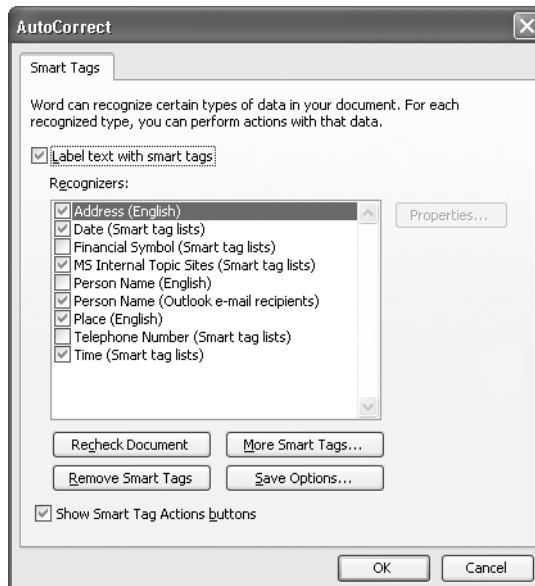 AutoCorrect
Smart Tags
Word can recognize certain types of data in your document. For each
recognized type, you can perform actions with that data.
Label text with smart tags
Recognizers:
Address (English)
Properties...
Date (Smart tag lists)
Financial Symbol (Smart tag lists)
MS Internal Topic Sites (Smart tag lists)
Person Name (English)
Person Name (Outlook e-mail recipients)
Place (English)
Telephone Number (Smart tag lists)
Time (Smart tag lists)
Recheck Document
More Smart Tags...
Remove Smart Tags
Save Options...
Show Smart Tag Actions buttons
OK
Cancel